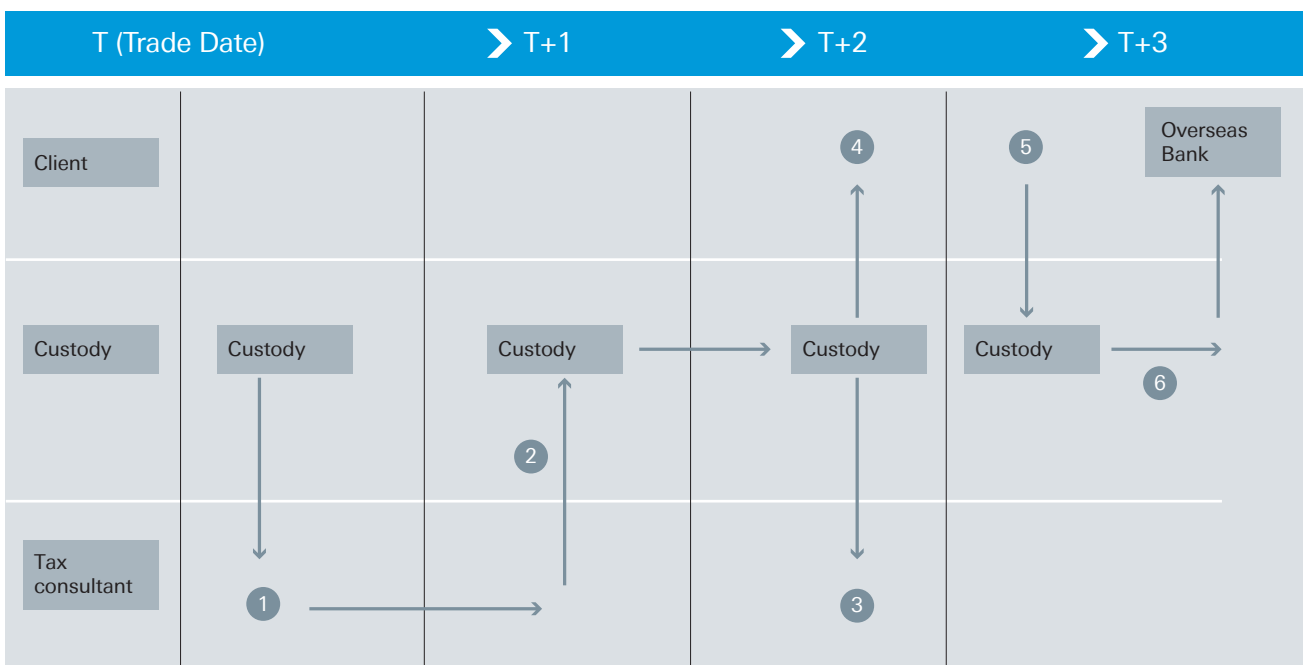 T (Trade Date)
T+1
T+2
T+3
Client
4
5
Overseas
Bank
Custody
Custody
Custody
Custody
Custody
6
2
Tax
consultant
1
3